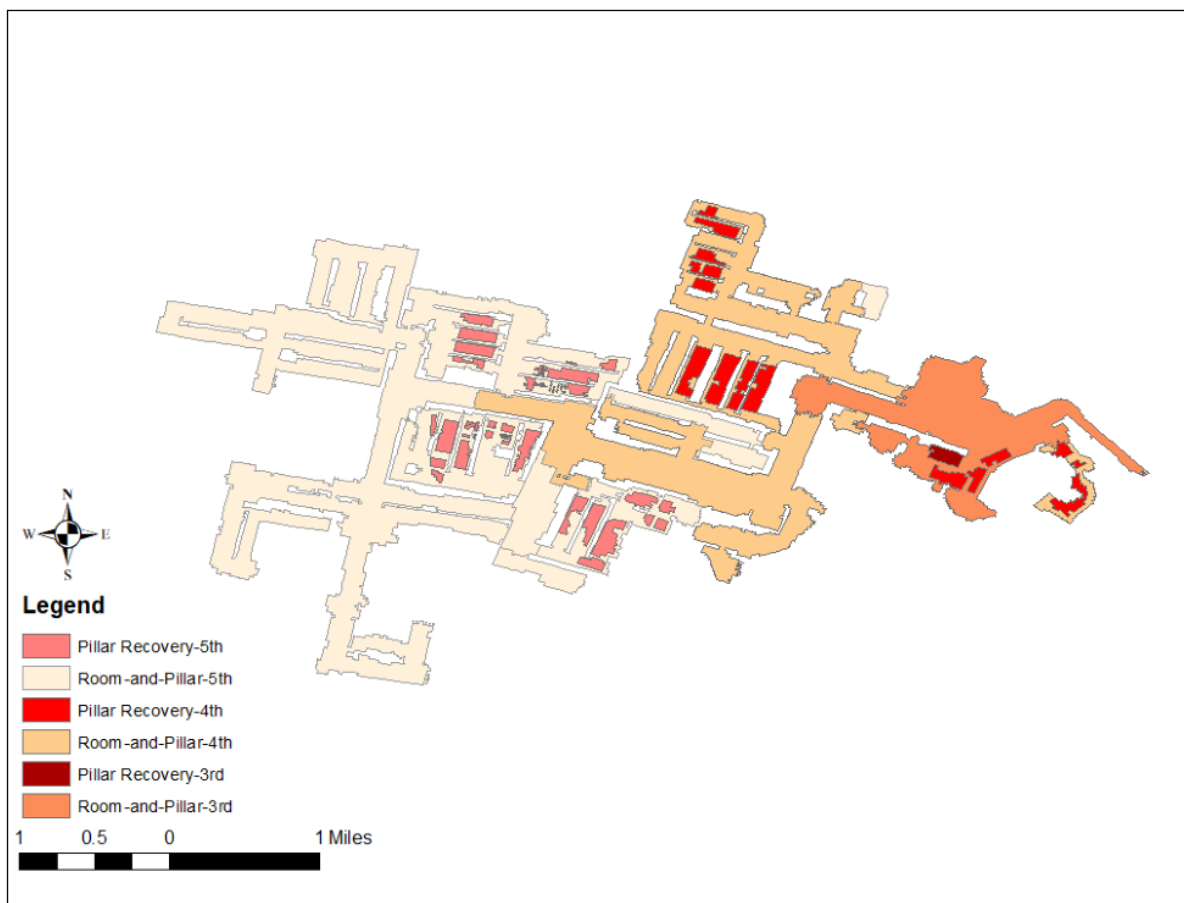 N
W E
S
Legend
Pillar Recovery-5th
Room-and-Pillar-5th
Pillar Recovery-4th
Room-and-Pillar-4th
Pillar Recovery-3rd
Room-and-Pillar-3rd
1 0.5 0 1 Miles